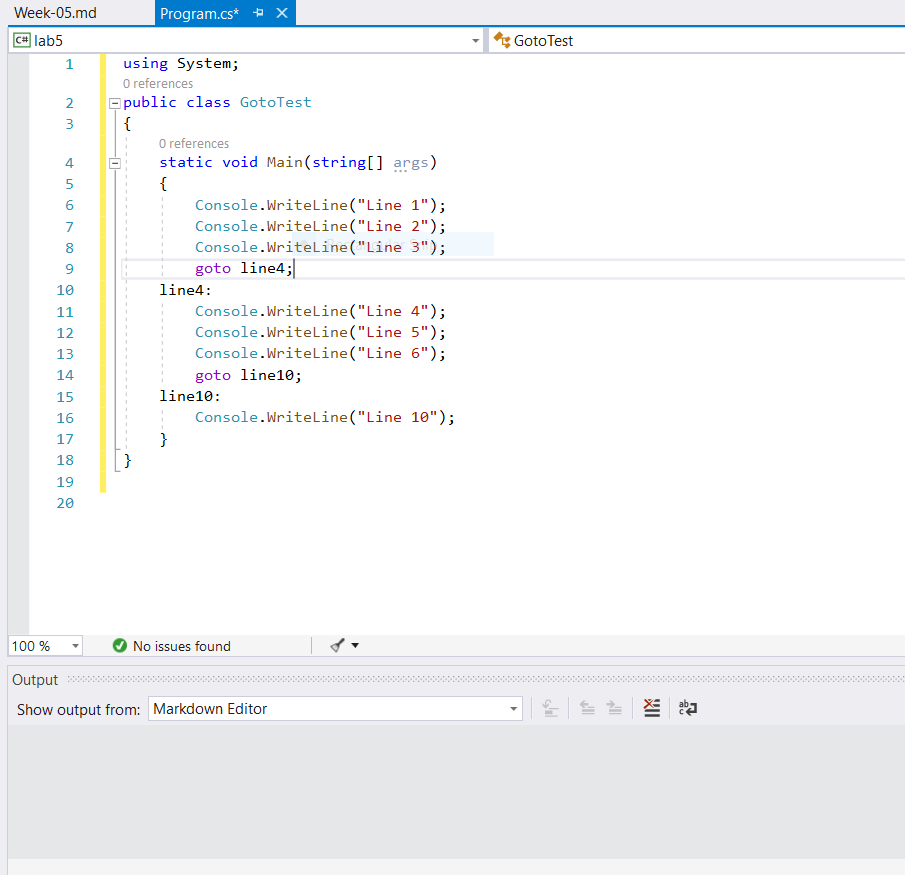 Week-05.md Program.cs*
C# lab5 GotoTest
1 using System;
0 references
2 public class GotoTest
3 {
0 references
4 static void Main(string[] args)
5 {
6 Console.WriteLine("Line 1");
7 Console.WriteLine("Line 2");
8 Console.WriteLine("Line 3");
9 goto line4;
10 line4:
11 Console.WriteLine("Line 4");
12 Console.WriteLine("Line 5");
13 Console.WriteLine("Line 6");
14 goto line10;
15 line10:
16 Console.WriteLine("Line 10");
17 }
18 }
19
20
100 % No issues found
Output
Show output from: Markdown Editor